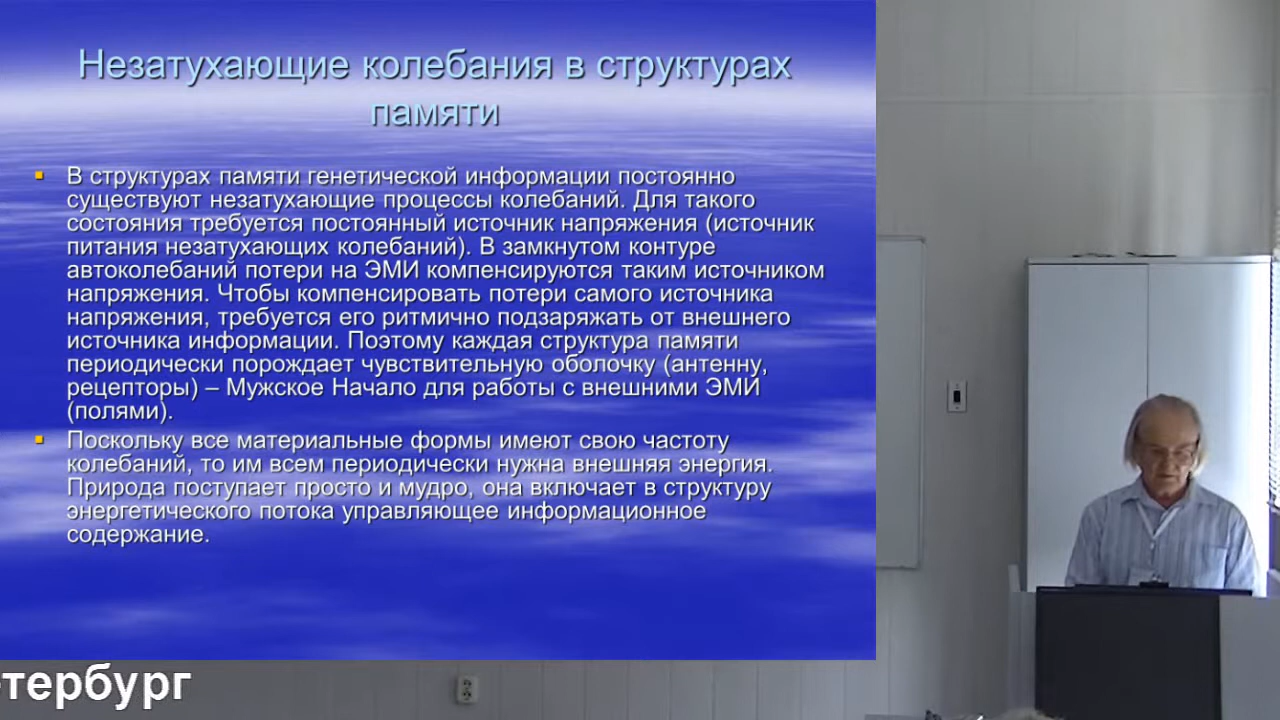 Незатухающие колебания в структурах
памяти
В структурах памяти генетической информации постоянно
существуют незатухающие процессы колебаний. Для такого
состояния требуется постоянный источник напряжения (источник
питания незатухающих колебаний). В замкнутом контуре
автоколебаний потери на ЭМИ компенсируются таким источником
напряжения. Чтобы компенсировать потери самого источника
напряжения, требуется его ритмично подзаряжать от внешнего
источника информации. Поэтому каждая структура памяти
периодически порождает чувствительную оболочку (антенну,
рецепторы) – Мужское Начало для работы с внешними ЭМИ
(полями).
Поскольку все материальные формы имеют свою частоту
колебаний, то им всем периодически нужна внешняя энергия.
Природа поступает просто и мудро, она включает в структуру
энергетического потока управляющее информационное
содержание.
тербург